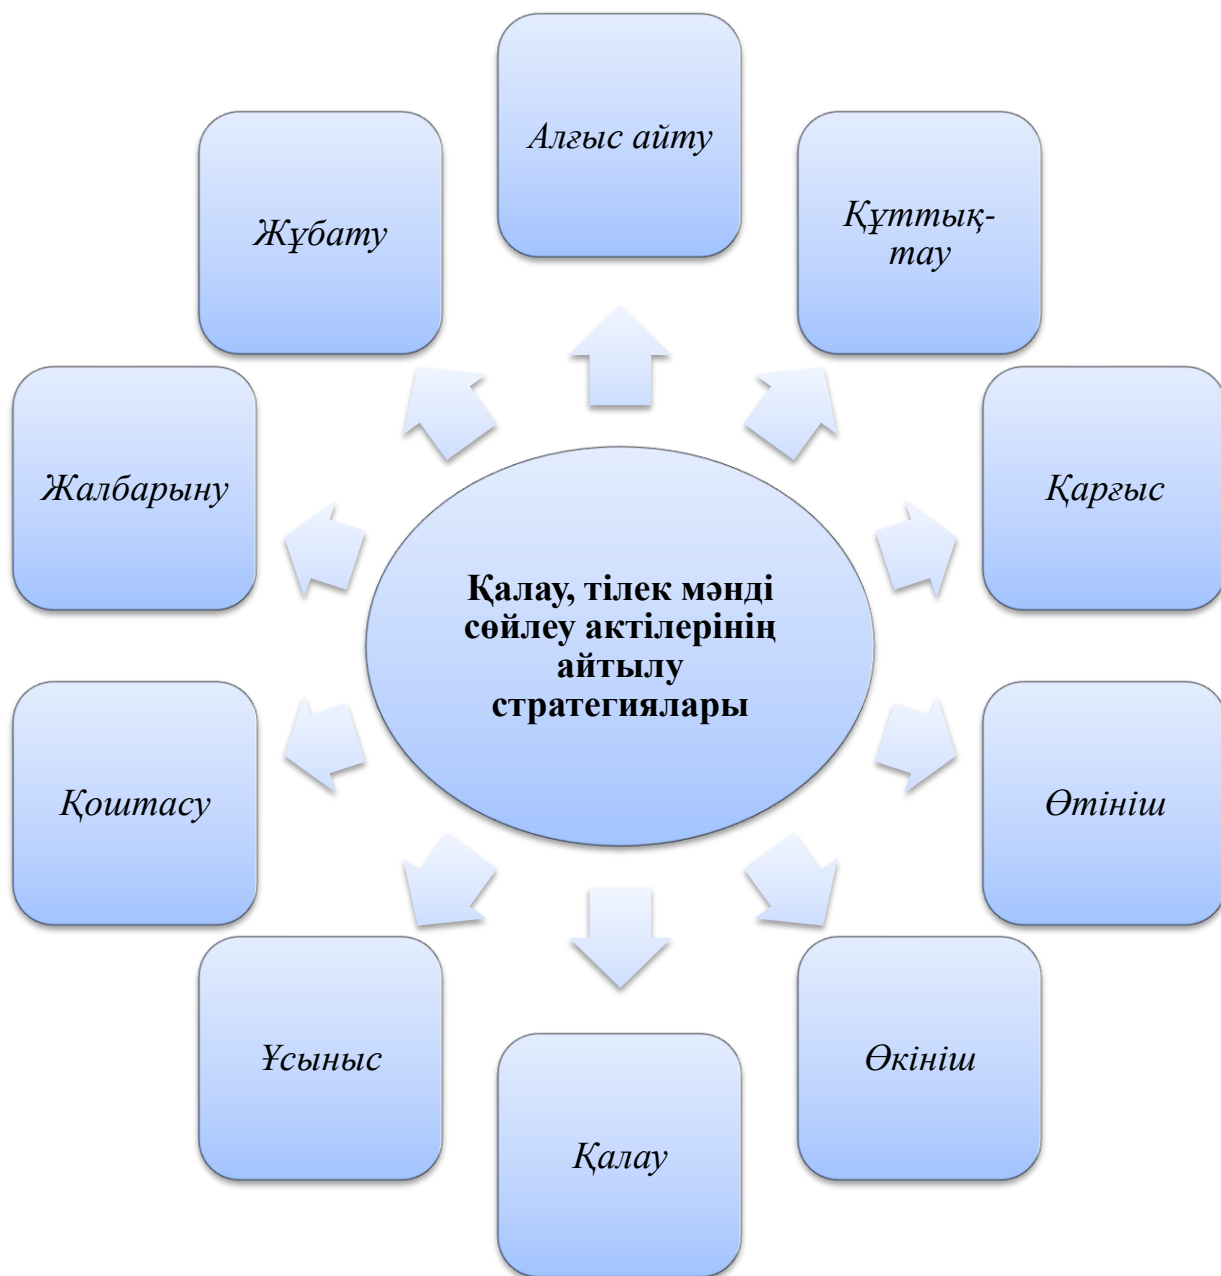 Алғыс айту
Құттық-
тау
Жұбату
Қарғыс
Жалбарыну
Қалау, тілек мәнді
сөйлеу актілерінің
айтылу
стратегиялары
Өтініш
Қоштасу
Өкініш
Ұсыныс
Қалау